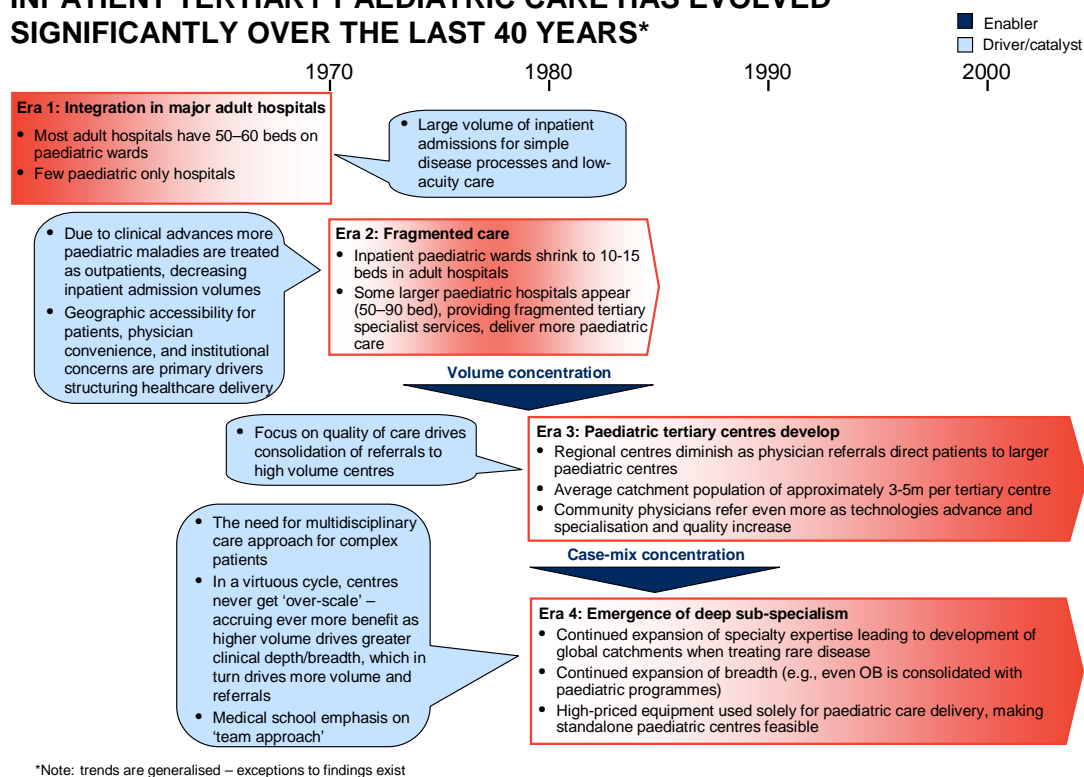 INPATIENT TERTIARY PAEDIATRIC CARE HAS EVOLVED
SIGNIFICANTLY OVER THE LAST 40 YEARS*
Enabler
Driver/catalyst
1970
1980
1990
2000
Era 1: Integration in major adult hospitals
• Most adult hospitals have 50–60 beds on
paediatric wards
• Few paediatric only hospitals
• Large volume of inpatient
admissions for simple
disease processes and low-
acuity care
• Due to clinical advances more
paediatric maladies are treated
as outpatients, decreasing
inpatient admission volumes
• Geographic accessibility for
patients, physician
convenience, and institutional
concerns are primary drivers
structuring healthcare delivery
Era 2: Fragmented care
• Inpatient paediatric wards shrink to 10-15
beds in adult hospitals
• Some larger paediatric hospitals appear
(50–90 bed), providing fragmented tertiary
specialist services, deliver more paediatric
care
Volume concentration
• Focus on quality of care drives
consolidation of referrals to
high volume centres
Era 3: Paediatric tertiary centres develop
• Regional centres diminish as physician referrals direct patients to larger
paediatric centres
• Average catchment population of approximately 3-5m per tertiary centre
• Community physicians refer even more as technologies advance and
specialisation and quality increase
Case-mix concentration
• The need for multidisciplinary
care approach for complex
patients
• In a virtuous cycle, centres
never get ‘over-scale’ –
accruing ever more benefit as
higher volume drives greater
clinical depth/breadth, which in
turn drives more volume and
referrals
• Medical school emphasis on
‘team approach’
Era 4: Emergence of deep sub-specialism
• Continued expansion of specialty expertise leading to development of
global catchments when treating rare disease
• Continued expansion of breadth (e.g., even OB is consolidated with
paediatric programmes)
• High-priced equipment used solely for paediatric care delivery, making
standalone paediatric centres feasible
*Note: trends are generalised – exceptions to findings exist